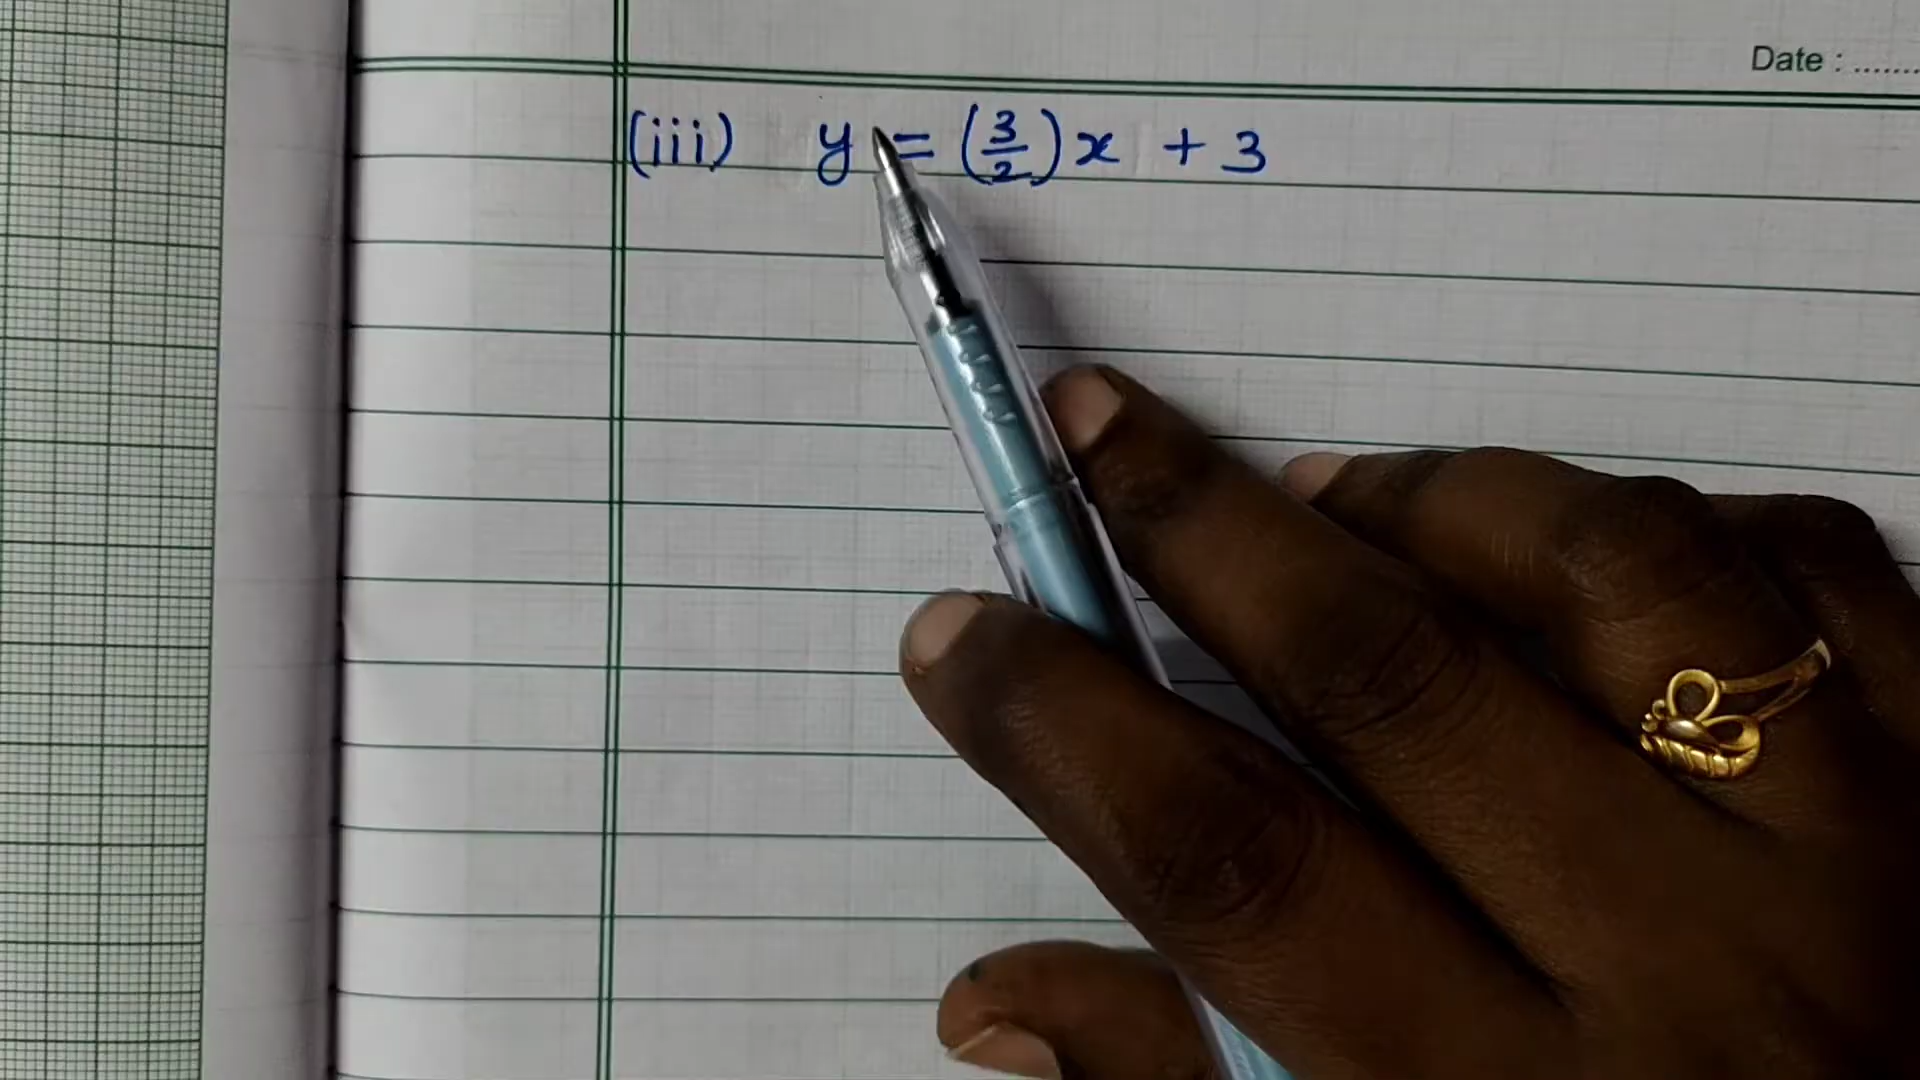 Date : ........
(iii) y = (3/2)x + 3